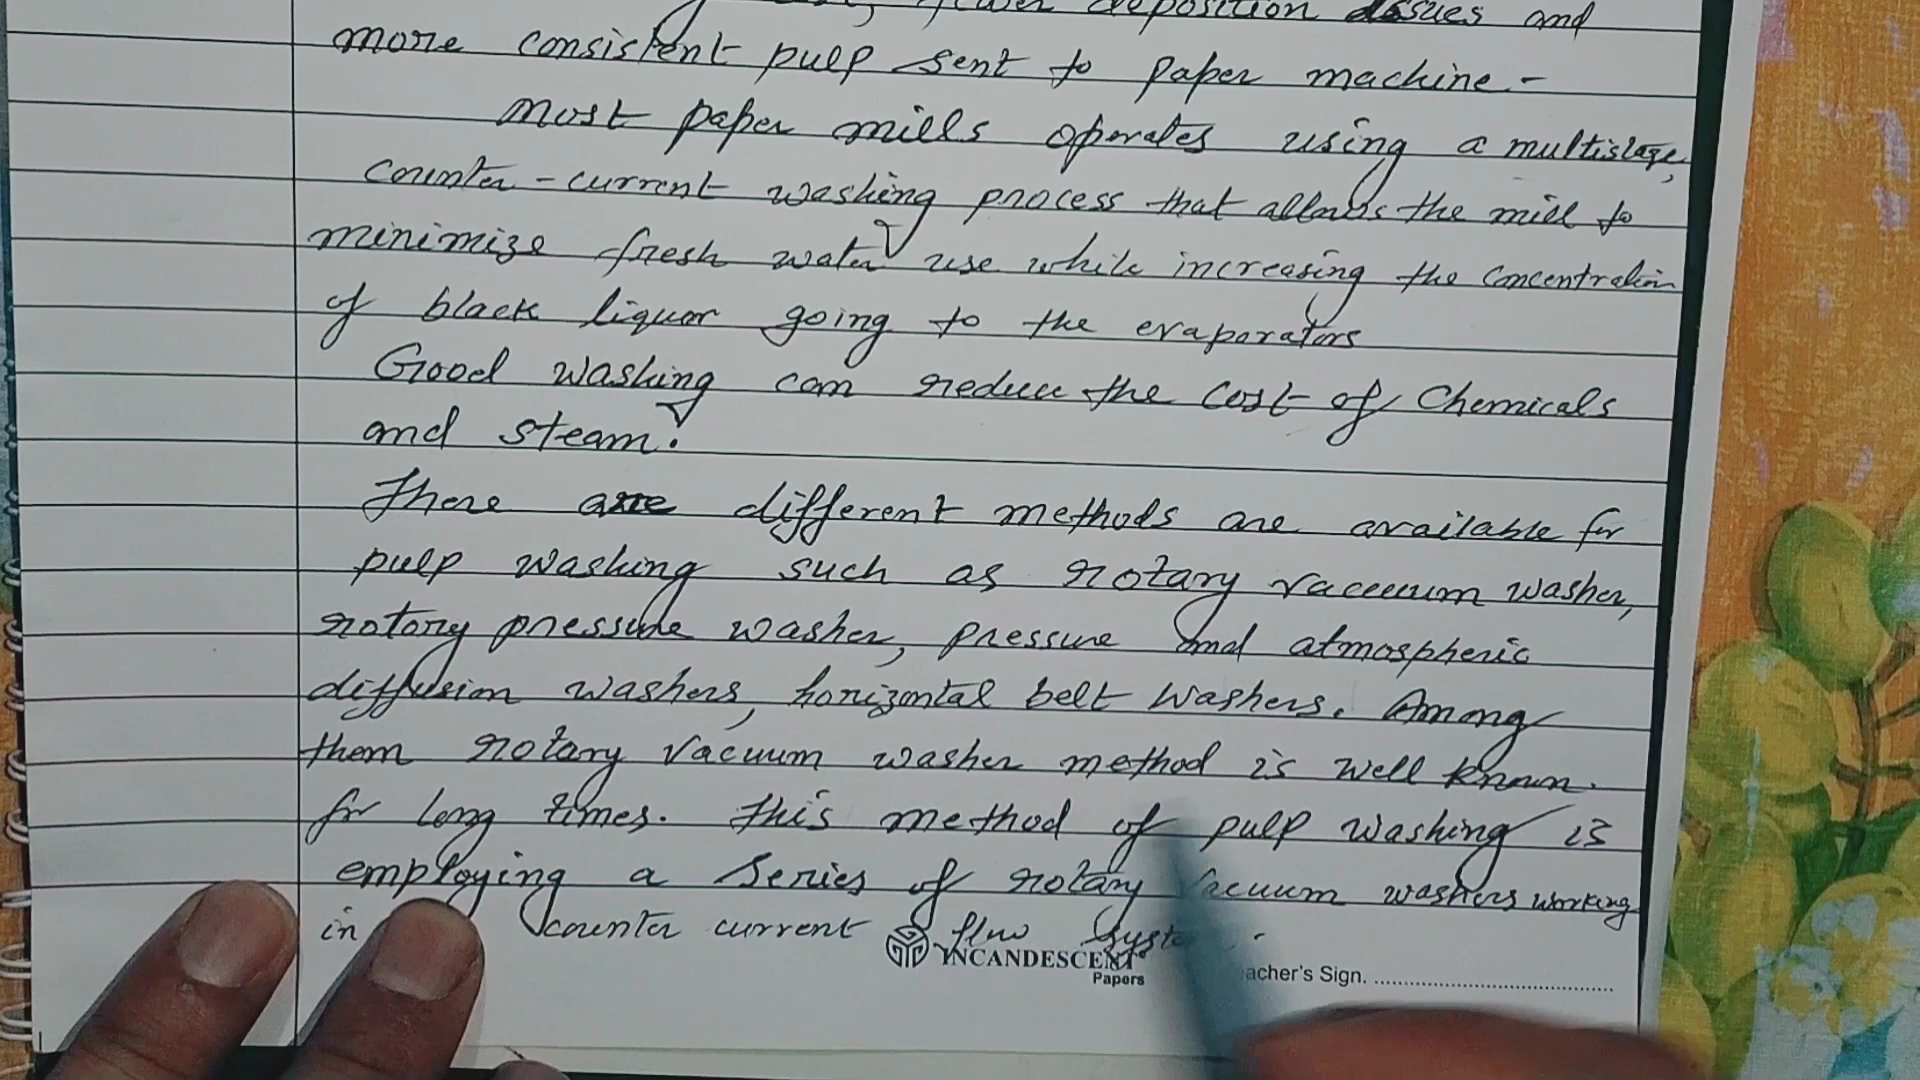 deposition issues and
more consistent pulp sent to paper machine -
most paper mills operates using a multistage,
counter-current washing process that allows the mill to
minimize fresh water use while increasing the concentration
of black liquor going to the evaporators
Good washing can reduce the cost of Chemicals
and steam.
There are different methods are available for
pulp washing such as rotary vacuum washer,
rotary pressure washer, pressure and atmospheric
diffusion washers, horizontal belt washers. Among
them rotary vacuum washer method is well known.
for long times. This method of pulp washing is
employing a series of rotary vacuum washers working
in counter current flow
INCANDESCENT
Papers
acher's Sign. ..........................................